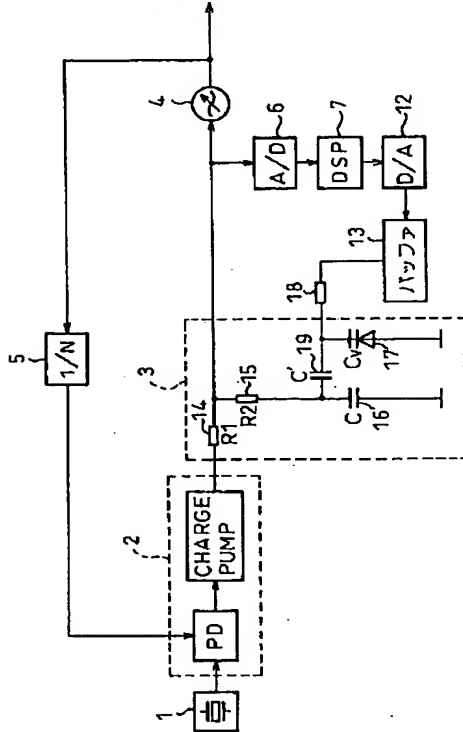 5
1/N
4
2
3
1
PD
CHARGE
PUMP
14
R1
R2
15
C'
19
C
16
Cv
17
18
A/D
6
DSP
7
D/A
12
13
バッファ